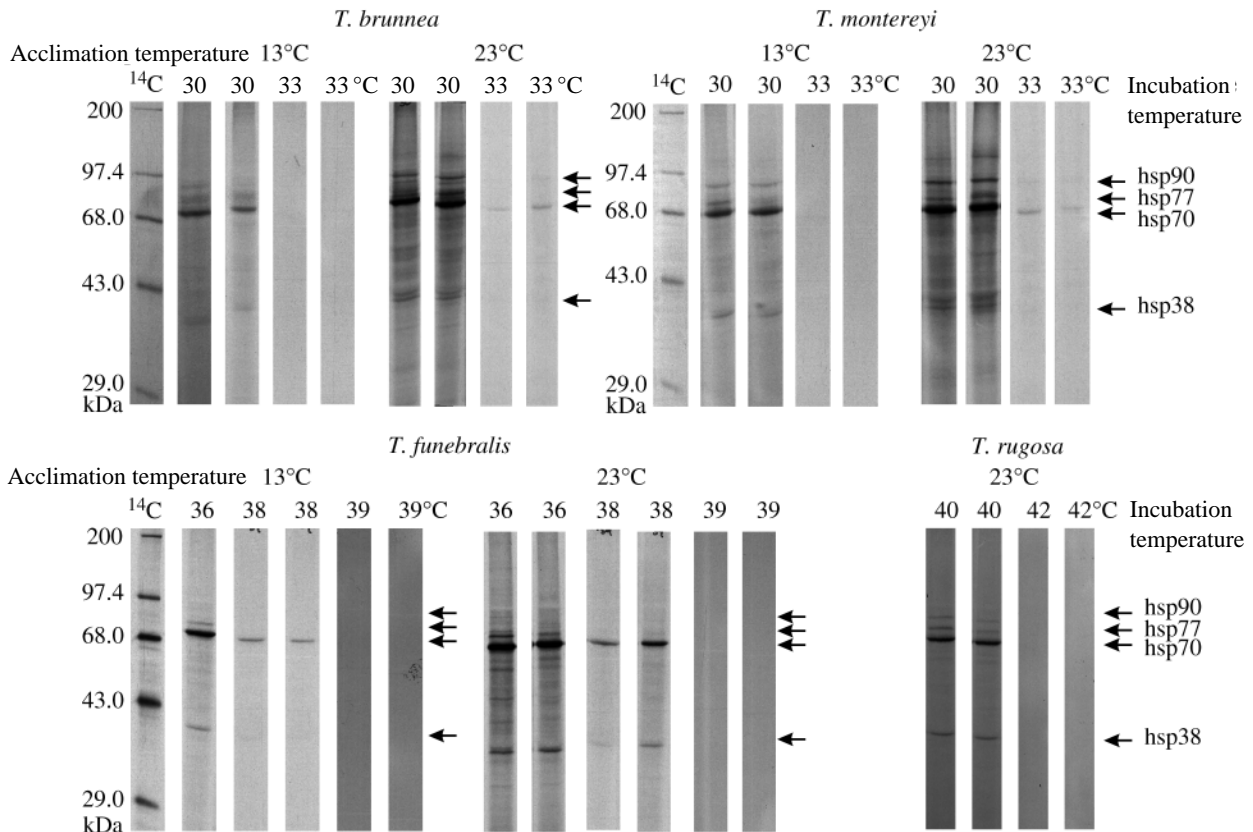 T. brunnea T. montereyi
Acclimation temperature 13°C 23°C 13°C 23°C
14C 30 30 33 33 °C 30 30 33 33°C 14C 30 30 33 33°C 30 30 33 33°C Incubation
temperature
200 200
97.4 97.4 hsp90
hsp77
68.0 68.0 hsp70
43.0 43.0
hsp38
29.0 29.0
kDa kDa
T. funebralis T. rugosa
Acclimation temperature 13°C 23°C 23°C
14C 36 38 38 39 39°C 36 36 38 38 39 39 40 40 42 42°C Incubation
temperature
200
97.4 hsp90
hsp77
68.0 hsp70
43.0
hsp38
29.0
kDa